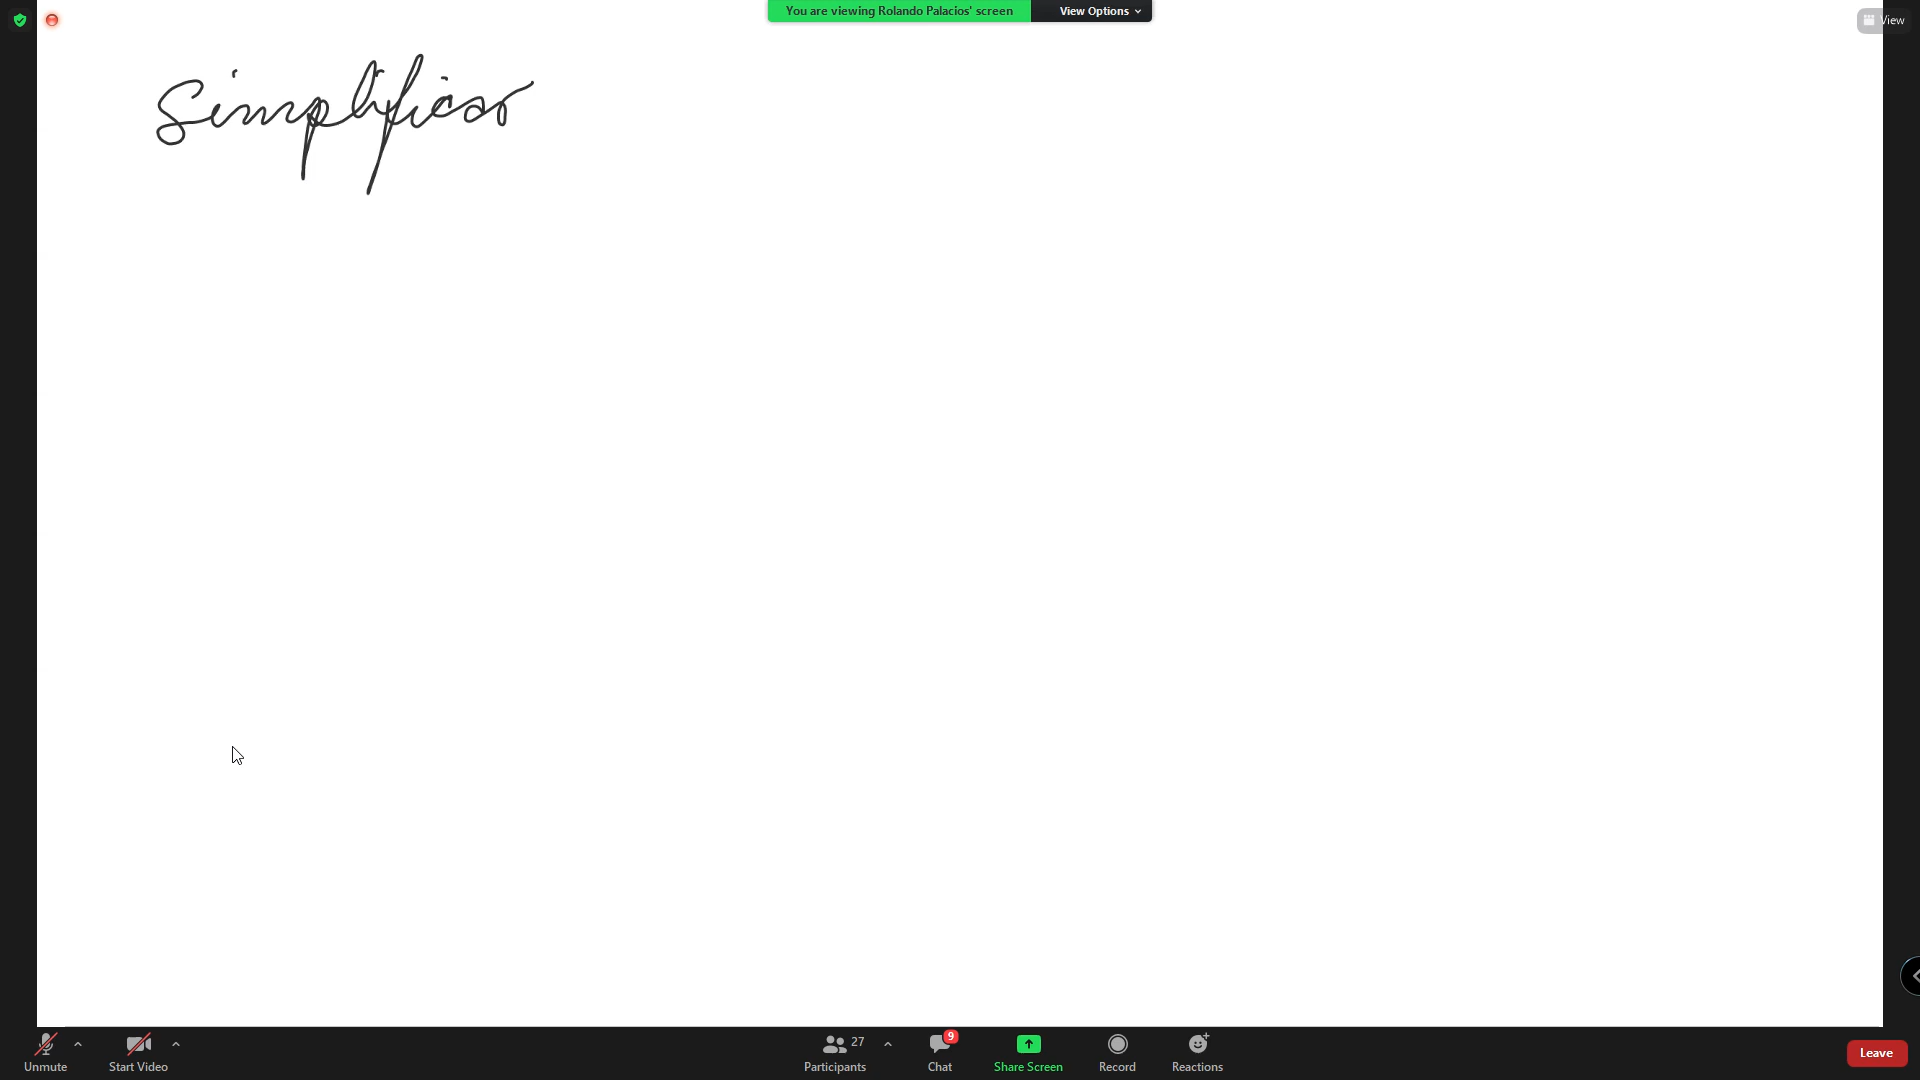 You are viewing Rolando Palacios' screen View Options
View
Simplificar
Unmute
Start Video
27
Participants
9
Chat
Share Screen
Record
Reactions
Leave